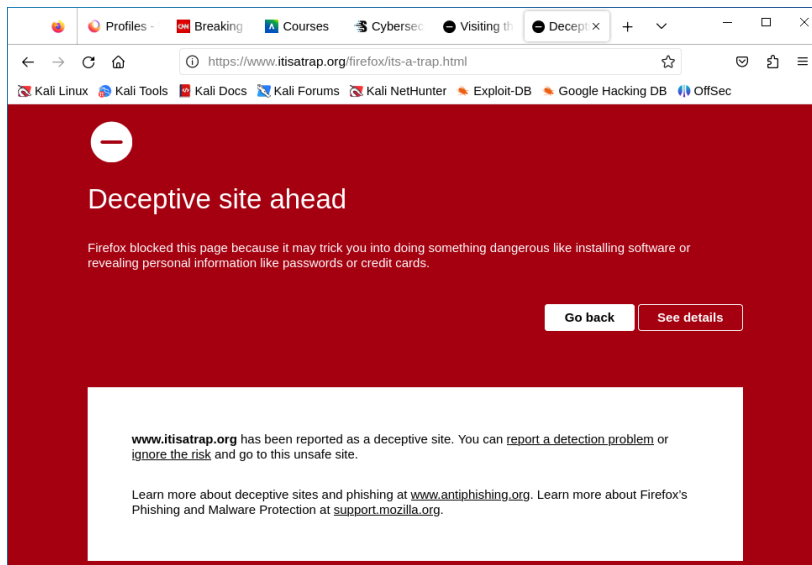 Profiles - Breaking Courses Cybersec Visiting th Decept
https://www.itisatrap.org/firefox/its-a-trap.html
Kali Linux Kali Tools Kali Docs Kali Forums Kali NetHunter Exploit-DB Google Hacking DB OffSec
Deceptive site ahead
Firefox blocked this page because it may trick you into doing something dangerous like installing software or
revealing personal information like passwords or credit cards.
Go back See details
www.itisatrap.org has been reported as a deceptive site. You can report a detection problem or
ignore the risk and go to this unsafe site.
Learn more about deceptive sites and phishing at www.antiphishing.org. Learn more about Firefox's
Phishing and Malware Protection at support.mozilla.org.